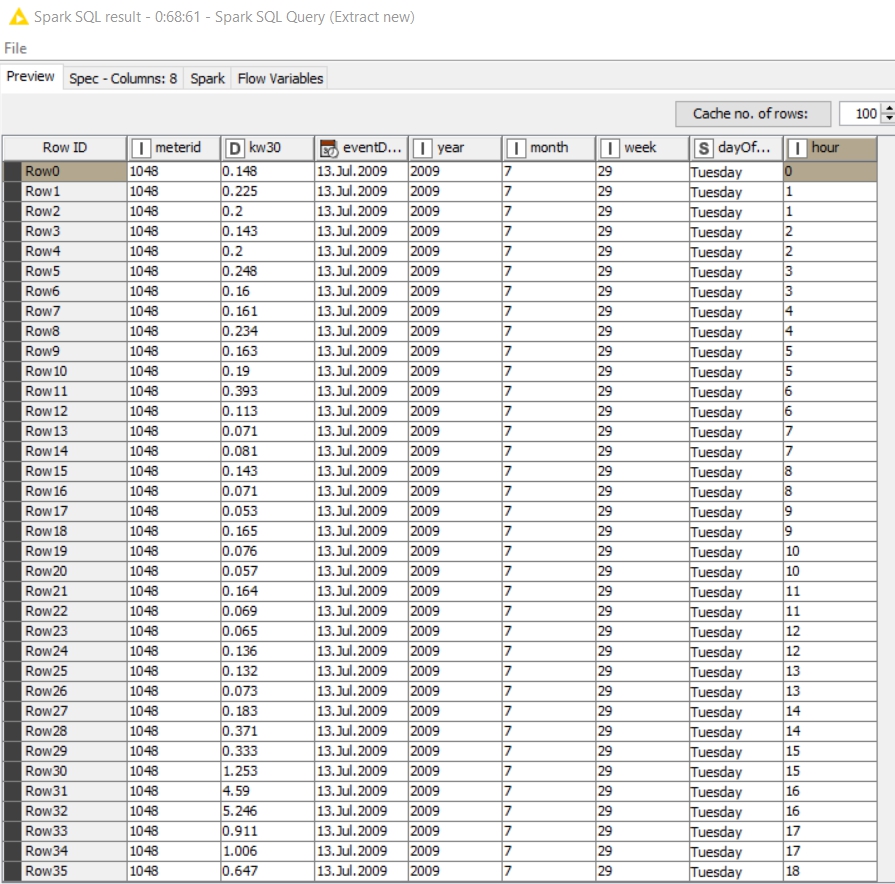 Spark SQL result - 0:68:61 - Spark SQL Query (Extract new)
File
Preview Spec - Columns: 8 Spark Flow Variables
Cache no. of rows: 100
Row ID I meterid D kw30 eventD... I year I month I week S dayOf... I hour
Row0 1048 0.148 13.Jul.2009 2009 7 29 Tuesday 0
Row1 1048 0.225 13.Jul.2009 2009 7 29 Tuesday 1
Row2 1048 0.2 13.Jul.2009 2009 7 29 Tuesday 1
Row3 1048 0.143 13.Jul.2009 2009 7 29 Tuesday 2
Row4 1048 0.2 13.Jul.2009 2009 7 29 Tuesday 2
Row5 1048 0.248 13.Jul.2009 2009 7 29 Tuesday 3
Row6 1048 0.16 13.Jul.2009 2009 7 29 Tuesday 3
Row7 1048 0.161 13.Jul.2009 2009 7 29 Tuesday 4
Row8 1048 0.234 13.Jul.2009 2009 7 29 Tuesday 4
Row9 1048 0.163 13.Jul.2009 2009 7 29 Tuesday 5
Row10 1048 0.19 13.Jul.2009 2009 7 29 Tuesday 5
Row11 1048 0.393 13.Jul.2009 2009 7 29 Tuesday 6
Row12 1048 0.113 13.Jul.2009 2009 7 29 Tuesday 6
Row13 1048 0.071 13.Jul.2009 2009 7 29 Tuesday 7
Row14 1048 0.081 13.Jul.2009 2009 7 29 Tuesday 7
Row15 1048 0.143 13.Jul.2009 2009 7 29 Tuesday 8
Row16 1048 0.071 13.Jul.2009 2009 7 29 Tuesday 8
Row17 1048 0.053 13.Jul.2009 2009 7 29 Tuesday 9
Row18 1048 0.165 13.Jul.2009 2009 7 29 Tuesday 9
Row19 1048 0.076 13.Jul.2009 2009 7 29 Tuesday 10
Row20 1048 0.057 13.Jul.2009 2009 7 29 Tuesday 10
Row21 1048 0.164 13.Jul.2009 2009 7 29 Tuesday 11
Row22 1048 0.069 13.Jul.2009 2009 7 29 Tuesday 11
Row23 1048 0.065 13.Jul.2009 2009 7 29 Tuesday 12
Row24 1048 0.136 13.Jul.2009 2009 7 29 Tuesday 12
Row25 1048 0.132 13.Jul.2009 2009 7 29 Tuesday 13
Row26 1048 0.073 13.Jul.2009 2009 7 29 Tuesday 13
Row27 1048 0.183 13.Jul.2009 2009 7 29 Tuesday 14
Row28 1048 0.371 13.Jul.2009 2009 7 29 Tuesday 14
Row29 1048 0.333 13.Jul.2009 2009 7 29 Tuesday 15
Row30 1048 1.253 13.Jul.2009 2009 7 29 Tuesday 15
Row31 1048 4.59 13.Jul.2009 2009 7 29 Tuesday 16
Row32 1048 5.246 13.Jul.2009 2009 7 29 Tuesday 16
Row33 1048 0.911 13.Jul.2009 2009 7 29 Tuesday 17
Row34 1048 1.006 13.Jul.2009 2009 7 29 Tuesday 17
Row35 1048 0.647 13.Jul.2009 2009 7 29 Tuesday 18